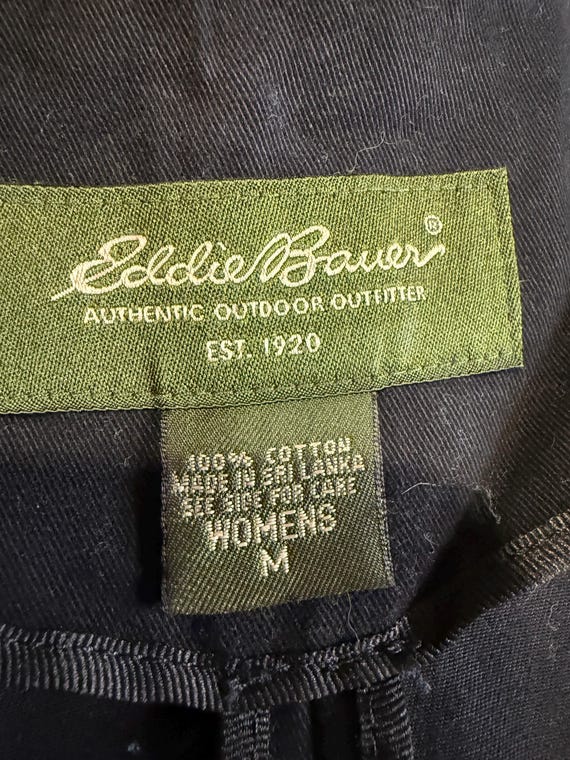 Eddie Bauer®
AUTHENTIC OUTDOOR OUTFITTER
EST. 1920
100% COTTON
MADE IN SRI LANKA
SEE SIDE FOR CARE
WOMENS
M